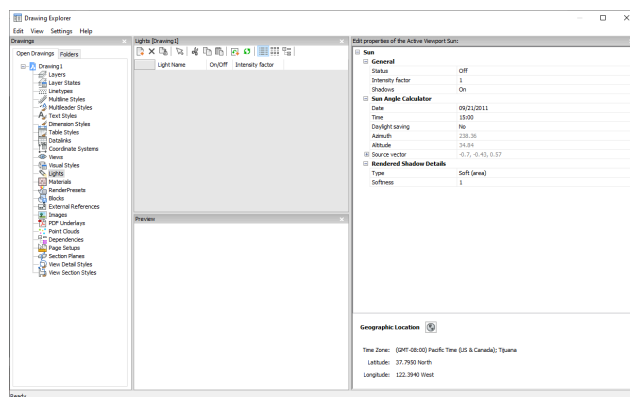 Drawing Explorer
Edit View Settings Help
Drawings
Open Drawings Folders
Drawing1
Layers
Layer States
Linetypes
Multiline Styles
Multileader Styles
Text Styles
Dimension Styles
Table Styles
Datalinks
Coordinate Systems
Views
Visual Styles
Lights
Materials
RenderPresets
Blocks
External References
Images
PDF Underlays
Point Clouds
Dependencies
Page Setups
Section Planes
View Detail Styles
View Section Styles
Lights [Drawing1]
Light Name On/Off Intensity factor
Preview
Edit properties of the Active Viewport Sun:
Sun
General
Status Off
Intensity factor 1
Shadows On
Sun Angle Calculator
Date 09/21/2011
Time 15:00
Daylight saving No
Azimuth 238.36
Altitude 34.84
Source vector -0.7, -0.43, 0.57
Rendered Shadow Details
Type Soft (area)
Softness 1
Geographic Location
Time Zone: (GMT-08:00) Pacific Time (US & Canada); Tijuana
Latitude: 37.7950 North
Longitude: 122.3940 West
Ready